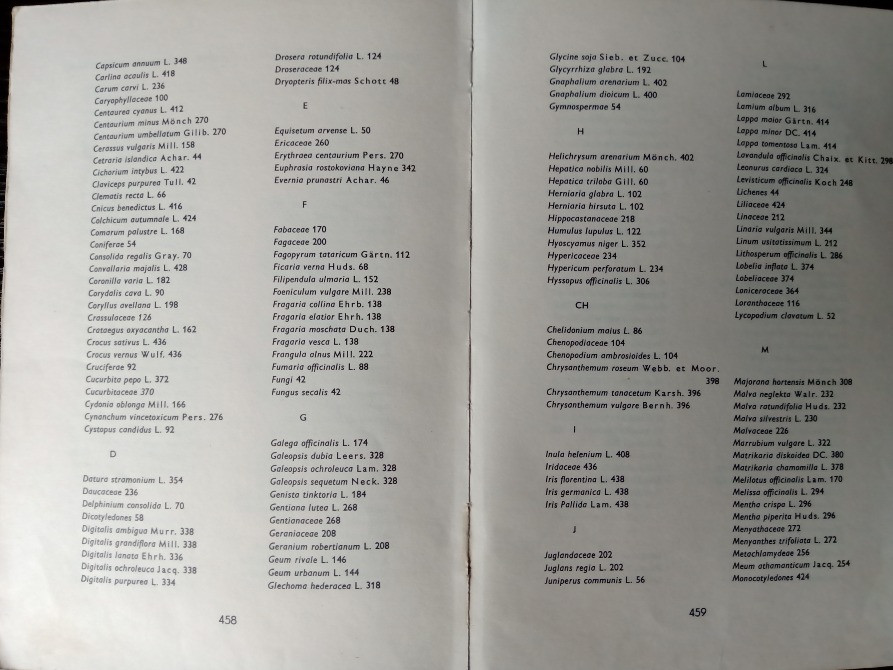 Capsicum annuum L. 348
Carlina acaulis L. 418
Carum carvi L. 236
Caryophyllaceae 100
Centaurea cyanus L. 412
Centaurium minus Mönch 270
Centaurium umbellatum Gilib. 270
Cerassus vulgaris Mill. 158
Cetraria islandica Achar. 44
Cichorium intybus L. 422
Claviceps purpurea Tull. 42
Clematis recta L. 66
Cnicus benedictus L. 416
Colchicum autumnale L. 424
Comarum palustre L. 168
Coniferae 54
Consolida regalis Gray. 70
Convallaria majalis L. 428
Coronilla varia L. 182
Corydalis cava L. 90
Coryllus avellana L. 198
Crassulaceae 126
Crataegus oxyacantha L. 162
Crocus sativus L. 436
Crocus vernus Wulf. 436
Cruciferae 92
Cucurbita pepo L. 372
Cucurbitaceae 370
Cydonia oblonga Mill. 166
Cynanchum vincetoxicum Pers. 276
Cystopus candidus L. 92
D
Datura stramonium L. 354
Daucaceae 236
Delphinium consolida L. 70
Dicotyledones 58
Digitalis ambigua Murr. 338
Digitalis grandiflora Mill. 338
Digitalis lanata Ehrh. 336
Digitalis ochroleuca Jacq. 338
Digitalis purpurea L. 334
Drosera rotundifolia L. 124
Droseraceae 124
Dryopteris filix-mas Schott 48
E
Equisetum arvense L. 50
Ericaceae 260
Erythraea centaurium Pers. 270
Euphrasia rostokoviana Hayne 342
Evernia prunastri Achar. 46
F
Fabaceae 170
Fagaceae 200
Fagopyrum tataricum Gärtn. 112
Ficaria verna Huds. 68
Filipendula ulmaria L. 152
Foeniculum vulgare Mill. 238
Fragaria collina Ehrb. 138
Fragaria elatior Ehrh. 138
Fragaria moschata Duch. 138
Fragaria vesca L. 138
Frangula alnus Mill. 222
Fumaria officinalis L. 88
Fungi 42
Fungus secalis 42
G
Galega officinalis L. 174
Galeopsis dubia Leers. 328
Galeopsis ochroleuca Lam. 328
Galeopsis sequetum Neck. 328
Genista tinktoria L. 184
Gentiana lutea L. 268
Gentianaceae 268
Geraniaceae 208
Geranium robertianum L. 208
Geum rivale L. 146
Geum urbanum L. 144
Glechoma hederacea L. 318
458
Glycine soja Sieb. et Zucc. 104
Glycyrrhiza glabra L. 192
Gnaphalium arenarium L. 402
Gnaphalium dioicum L. 400
Gymnospermae 54
H
Helichrysum arenarium Mönch. 402
Hepatica nobilis Mill. 60
Hepatica triloba Gill. 60
Herniaria glabra L. 102
Herniaria hirsuta L. 102
Hippocastanaceae 218
Humulus lupulus L. 122
Hyoscyamus niger L. 352
Hypericaceae 234
Hypericum perforatum L. 234
Hyssopus officinalis L. 306
CH
Chelidonium maius L. 86
Chenopodiaceae 104
Chenopodium ambrosioides L. 104
Chrysanthemum roseum Webb. et Moor.
398
Chrysanthemum tanacetum Karsh. 396
Chrysanthemum vulgare Bernh. 396
I
Inula helenium L. 408
Iridaceae 436
Iris florentina L. 438
Iris germanica L. 438
Iris Pallida Lam. 438
J
Juglandaceae 202
Juglans regia L. 202
Juniperus communis L. 56
L
Lamiaceae 292
Lamium album L. 316
Lappa maior Gärtn. 414
Lappa minor DC. 414
Lappa tomentosa Lam. 414
Lavandula officinalis Chaix. et Kitt. 298
Leonurus cardiaca L. 324
Levisticum officinalis Koch 248
Lichenes 44
Liliaceae 424
Linaceae 212
Linaria vulgaris Mill. 344
Linum usitatissimum L. 212
Lithosperum officinalis L. 286
Lobelia inflata L. 374
Lobeliaceae 374
Loniceraceae 364
Loranthaceae 116
Lycopodium clavatum L. 52
M
Majorana hortensis Mönch 308
Malva neglekta Walr. 232
Malva rotundifolia Huds. 232
Malva silvestris L. 230
Malvaceae 226
Marrubium vulgare L. 322
Matrikaria diskoidea DC. 380
Matrikaria chamomilla L. 378
Melilotus officinalis Lam. 170
Melissa officinalis L. 294
Mentha crispa L. 296
Mentha piperita Huds. 296
Menyathaceae 272
Menyanthes trifoliata L. 272
Metachlamydeae 256
Meum athamanticum Jacq. 254
Monocotyledones 424
459